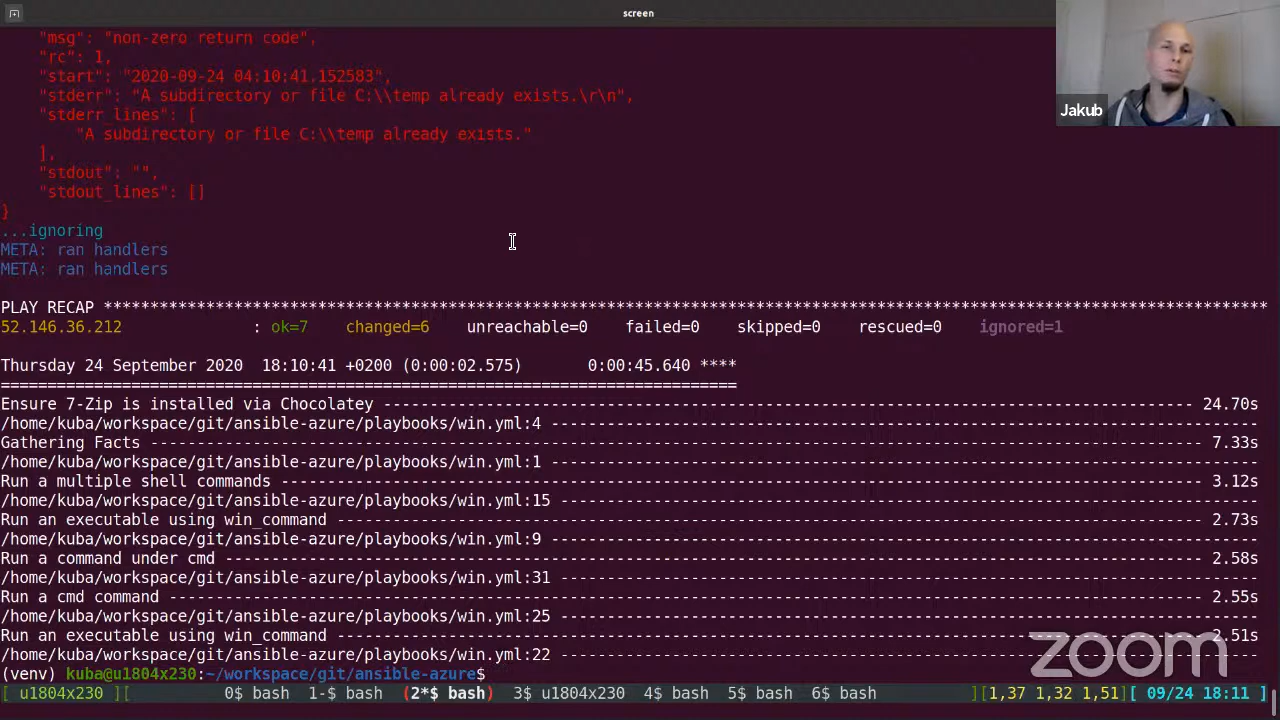 screen
"msg": "non-zero return code",
"rc": 1,
"start": "2020-09-24 04:10:41.152583",
"stderr": "A subdirectory or file C:\\temp already exists.\r\n",
"stderr_lines": [
"A subdirectory or file C:\\temp already exists."
],
"stdout": "",
"stdout_lines": []
}
...ignoring
META: ran handlers
META: ran handlers
Jakub
PLAY RECAP ****************************************************************************************************************************
52.146.36.212 : ok=7 changed=6 unreachable=0 failed=0 skipped=0 rescued=0 ignored=1
Thursday 24 September 2020 18:10:41 +0200 (0:00:02.575) 0:00:45.640 ****
===============================================================================
Ensure 7-Zip is installed via Chocolatey -------------------------------------------------------------------------------------- 24.70s
/home/kuba/workspace/git/ansible-azure/playbooks/win.yml:4 ---------------------------------------------------------------------------
Gathering Facts ---------------------------------------------------------------------------------------------------------------- 7.33s
/home/kuba/workspace/git/ansible-azure/playbooks/win.yml:1 ---------------------------------------------------------------------------
Run a multiple shell commands -------------------------------------------------------------------------------------------------- 3.12s
/home/kuba/workspace/git/ansible-azure/playbooks/win.yml:15 --------------------------------------------------------------------------
Run an executable using win_command -------------------------------------------------------------------------------------------- 2.73s
/home/kuba/workspace/git/ansible-azure/playbooks/win.yml:9 ---------------------------------------------------------------------------
Run a command under cmd -------------------------------------------------------------------------------------------------------- 2.58s
/home/kuba/workspace/git/ansible-azure/playbooks/win.yml:31 --------------------------------------------------------------------------
Run a cmd command -------------------------------------------------------------------------------------------------------------- 2.55s
/home/kuba/workspace/git/ansible-azure/playbooks/win.yml:25 --------------------------------------------------------------------------
Run an executable using win_command -------------------------------------------------------------------------------------------- 2.51s
/home/kuba/workspace/git/ansible-azure/playbooks/win.yml:22 --------------------------------------------------------------------------
zoom
(venv) kuba@u1804x230:~/workspace/git/ansible-azure$
[ u1804x230 ][ 0$ bash 1-$ bash (2*$ bash) 3$ u1804x230 4$ bash 5$ bash 6$ bash ][1,37 1,32 1,51][ 09/24 18:11 ]